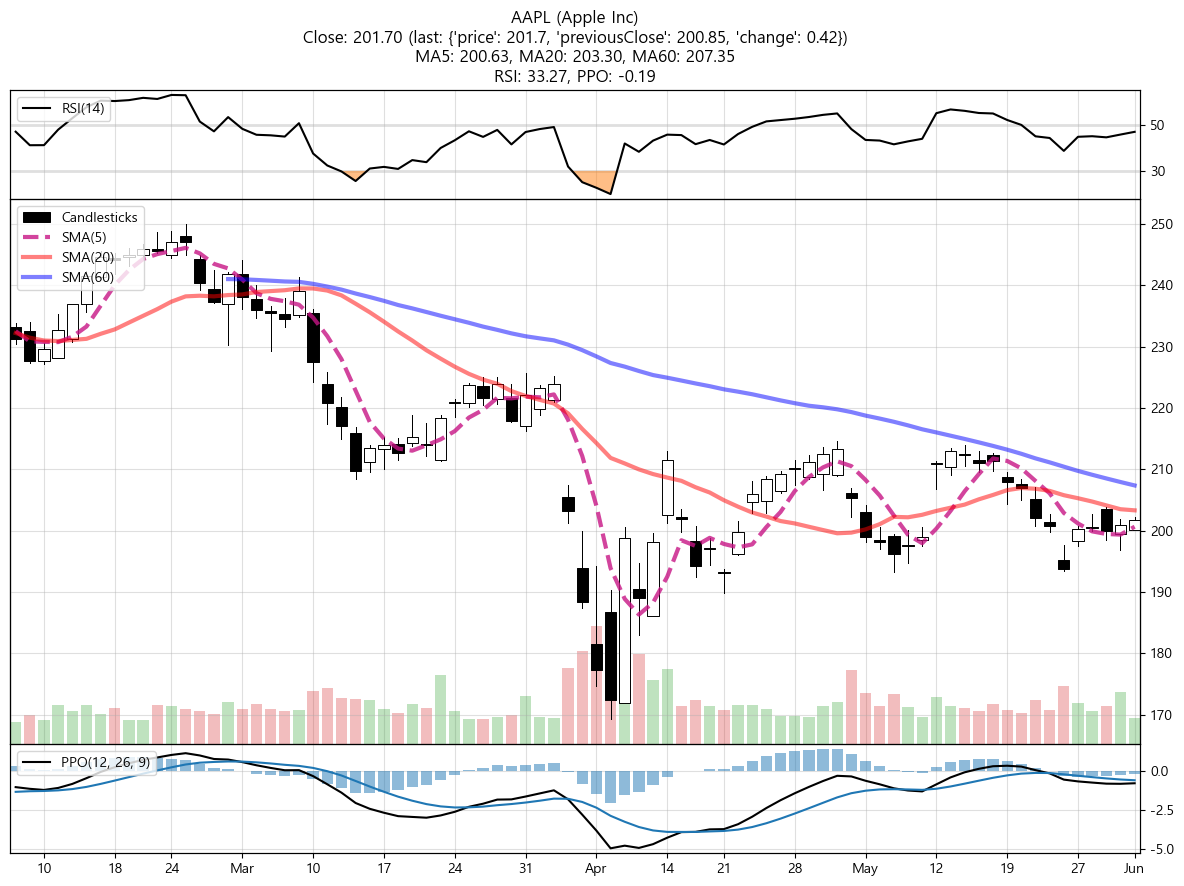 AAPL (Apple Inc)
Close: 201.70 (last: {'price': 201.7, 'previousClose': 200.85, 'change': 0.42})
MA5: 200.63, MA20: 203.30, MA60: 207.35
RSI: 33.27, PPO: -0.19
RSI(14)
50
30
Candlesticks
SMA(5)
SMA(20)
SMA(60)
250
240
230
220
210
200
190
180
170
PPO(12, 26, 9)
0.0
-2.5
-5.0
10 18 24 Mar 10 17 24 31 Apr 14 21 28 May 12 19 27 Jun